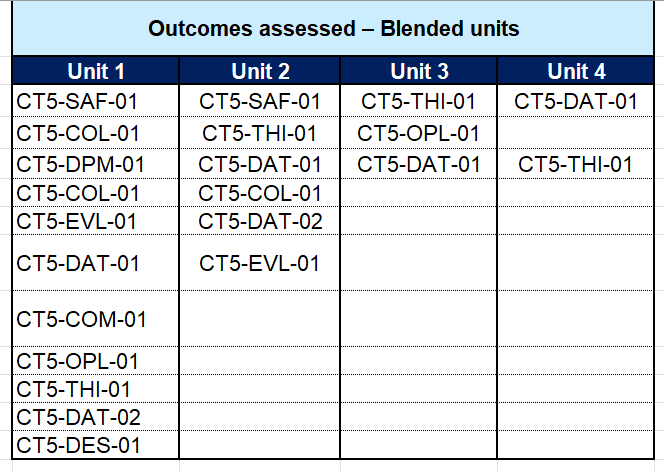 Outcomes assessed – Blended units
Unit 1 Unit 2 Unit 3 Unit 4
CT5-SAF-01 CT5-SAF-01 CT5-THI-01 CT5-DAT-01
CT5-COL-01 CT5-THI-01 CT5-OPL-01
CT5-DPM-01 CT5-DAT-01 CT5-DAT-01 CT5-THI-01
CT5-COL-01 CT5-COL-01
CT5-EVL-01 CT5-DAT-02
CT5-DAT-01 CT5-EVL-01
CT5-COM-01
CT5-OPL-01
CT5-THI-01
CT5-DAT-02
CT5-DES-01